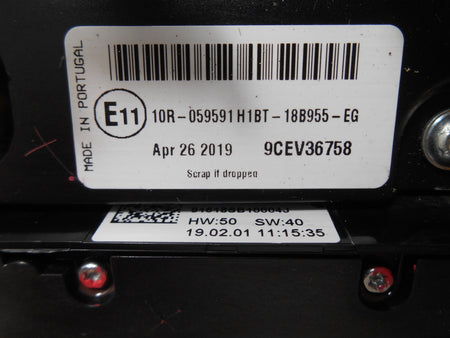 MADE IN PORTUGAL
E11
10R-059591 H1BT-18B955-EG
Apr 26 2019 9CEV36758
Scrap if dropped
HW:50 SW:40
19.02.01 11:15:35